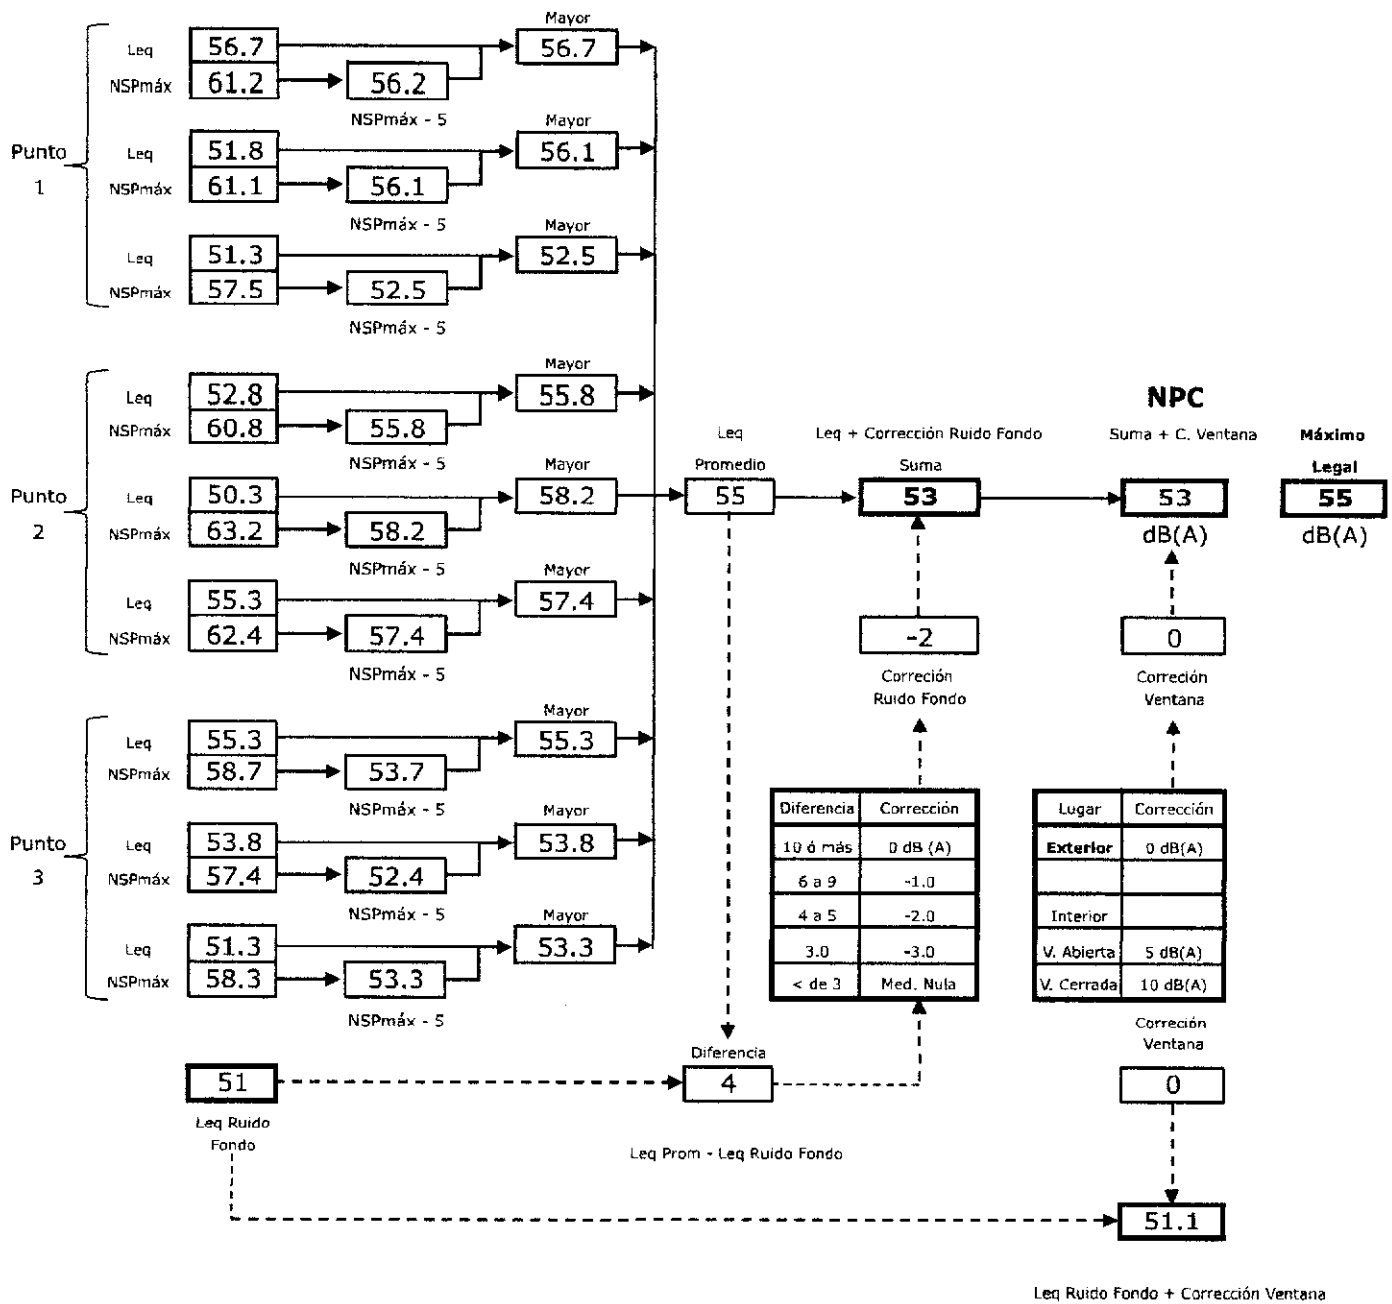 Mayor
Leq 56.7 56.7
NSPmáx 61.2 56.2
NSPmáx - 5
Mayor
Punto 1
Leq 51.8 56.1
NSPmáx 61.1 56.1
NSPmáx - 5
Mayor
Leq 51.3 52.5
NSPmáx 57.5 52.5
NSPmáx - 5
Mayor
Leq 52.8 55.8
NSPmáx 60.8 55.8
NSPmáx - 5
Mayor
Punto 2
Leq 50.3 58.2
NSPmáx 63.2 58.2
NSPmáx - 5
Mayor
Leq 55.3 57.4
NSPmáx 62.4 57.4
NSPmáx - 5
Mayor
Leq 55.3 55.3
NSPmáx 58.7 53.7
NSPmáx - 5
Mayor
Punto 3
Leq 53.8 53.8
NSPmáx 57.4 52.4
NSPmáx - 5
Mayor
Leq 51.3 53.3
NSPmáx 58.3 53.3
NSPmáx - 5
51
Leq Ruido
Fondo
Leq
Promedio
55
Diferencia
4
Leq Prom - Leq Ruido Fondo
Leq + Corrección Ruido Fondo
Suma
53
-2
Correción
Ruido Fondo
Diferencia Corrección
10 ó más 0 dB (A)
6 a 9 -1.0
4 a 5 -2.0
3.0 -3.0
< de 3 Med. Nula
NPC
Suma + C. Ventana
53
dB(A)
Máximo
Legal
55
dB(A)
0
Correción
Ventana
Lugar Corrección
Exterior 0 dB(A)
Interior
V. Abierta 5 dB(A)
V. Cerrada 10 dB(A)
Correción
Ventana
0
51.1
Leq Ruido Fondo + Corrección Ventana